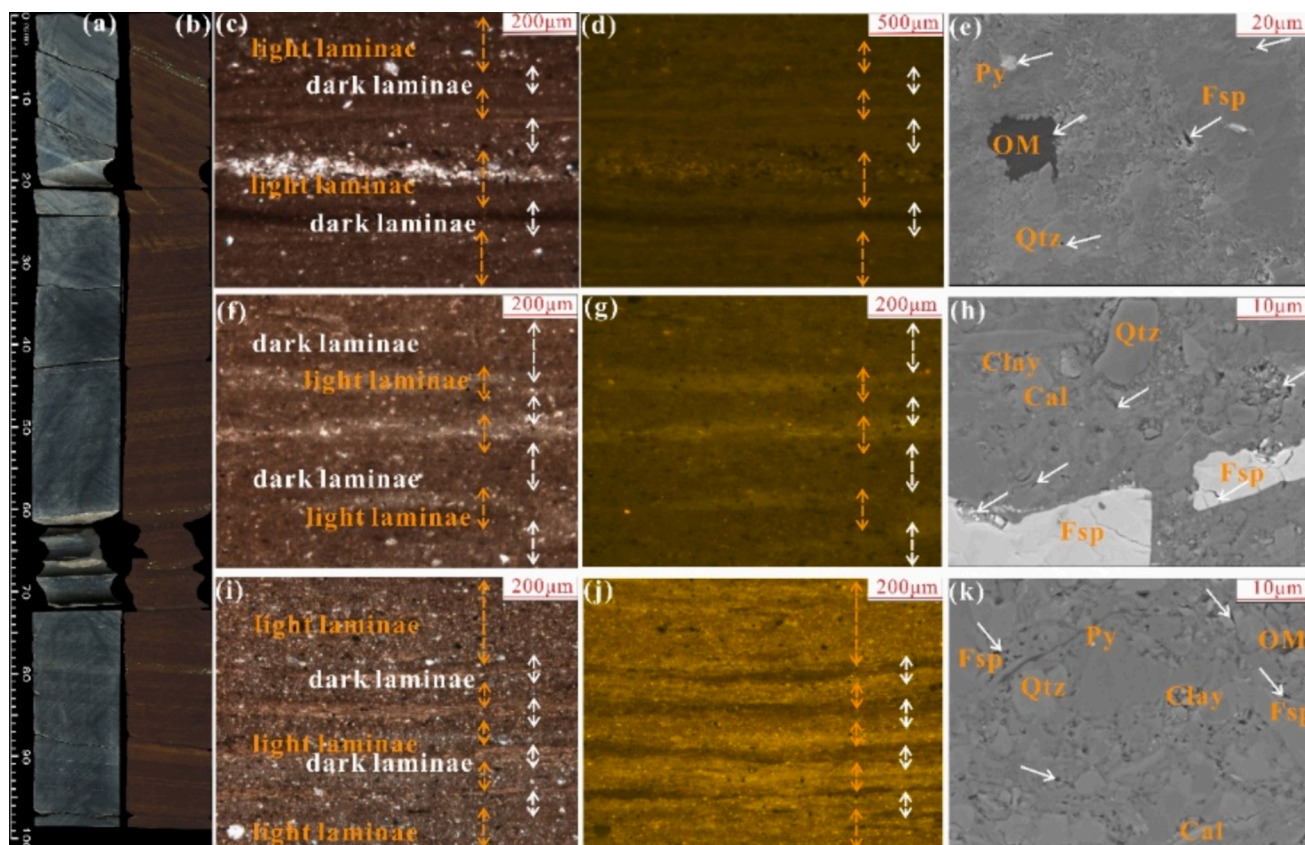 (a)
(b)
(c)
200μm
light laminae
dark laminae
light laminae
dark laminae
(d)
500μm
(e)
20μm
Py
Fsp
OM
Qtz
0
10
20
30
40
50
60
70
80
90
(f)
200μm
dark laminae
light laminae
dark laminae
light laminae
(g)
200μm
(h)
10μm
Qtz
Clay
Cal
Fsp
Fsp
(i)
200μm
light laminae
dark laminae
light laminae
dark laminae
light laminae
(j)
200μm
(k)
10μm
Py
OM
Fsp
Qtz
Clay
Fsp
Cal